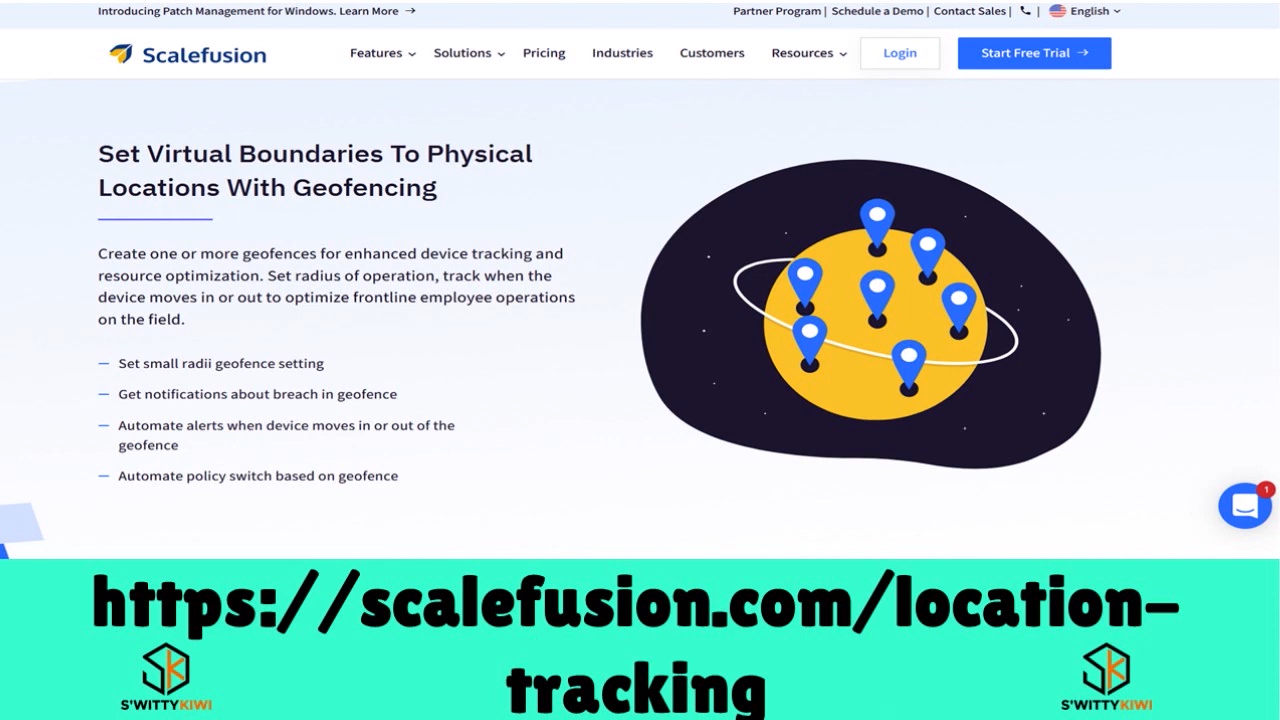 Introducing Patch Management for Windows. Learn More →
Partner Program | Schedule a Demo | Contact Sales | | English
Scalefusion
Features Solutions Pricing Industries Customers Resources Login Start Free Trial →
Set Virtual Boundaries To Physical
Locations With Geofencing
Create one or more geofences for enhanced device tracking and
resource optimization. Set radius of operation, track when the
device moves in or out to optimize frontline employee operations
on the field.
— Set small radii geofence setting
— Get notifications about breach in geofence
— Automate alerts when device moves in or out of the
geofence
— Automate policy switch based on geofence
1
https://scalefusion.com/location-
tracking
SK
S'WITTYKIWI
SK
S'WITTYKIWI